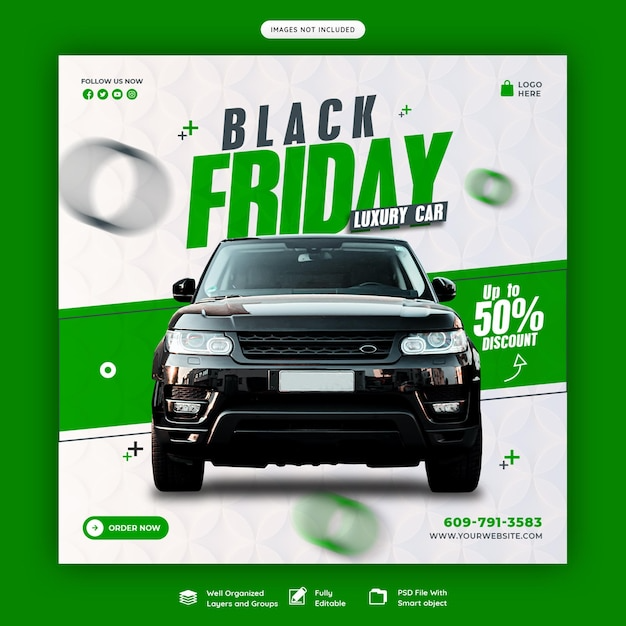 IMAGES NOT INCLUDED
FOLLOW US NOW
LOGO
HERE
BLACK
FRIDAY
LUXURY CAR
Up to
50%
DISCOUNT
ORDER NOW
609-791-3583
WWW.YOURWEBSITE.COM
Well Organized
Layers and Groups
Fully
Editable
PSD File With
Smart object